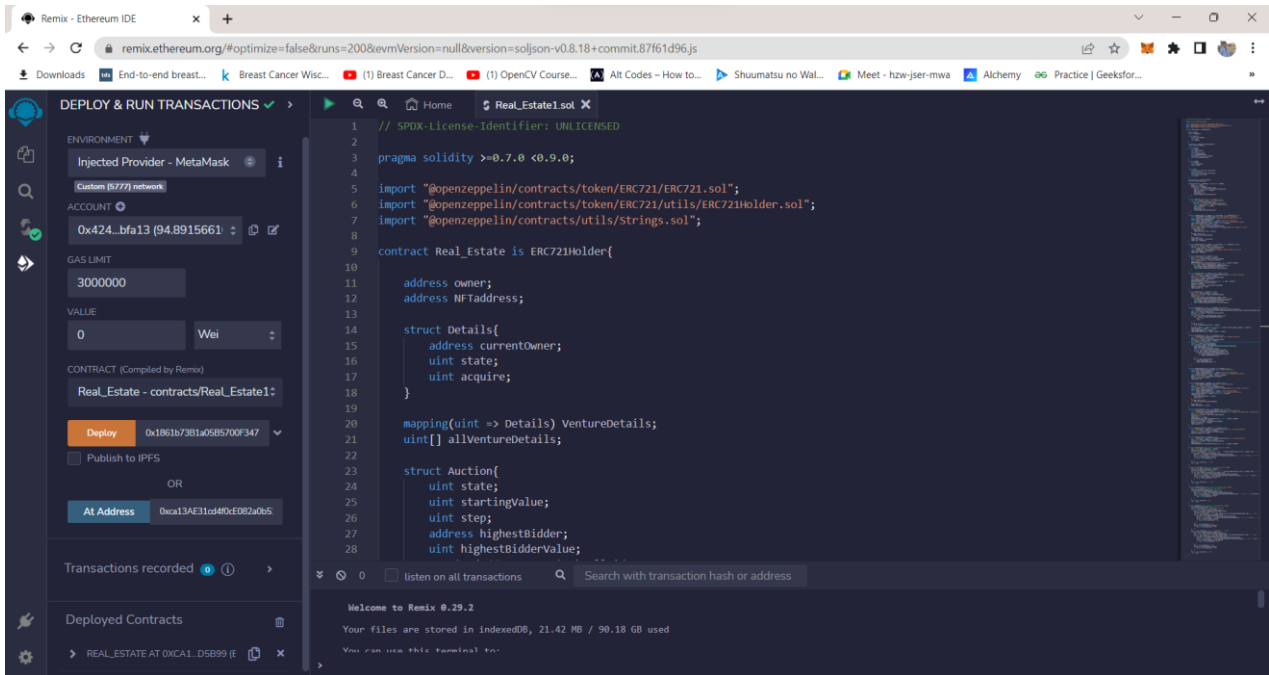 Remix - Ethereum IDE
remix.ethereum.org/#optimize=false&runs=200&evmVersion=null&version=soljson-v0.8.18+commit.87f61d96.js
Downloads End-to-end breast... Breast Cancer Wisc... (1) Breast Cancer D... (1) OpenCV Course... Alt Codes – How to... Shuumatsu no Wal... Meet - hzw-jser-mwa Alchemy Practice | Geeksfor... »
DEPLOY & RUN TRANSACTIONS
ENVIRONMENT
Injected Provider - MetaMask
Custom (5777) network
ACCOUNT
0x424...bfa13 (94.8915661
GAS LIMIT
3000000
VALUE
0 Wei
CONTRACT (Compiled by Remix)
Real_Estate - contracts/Real_Estate1
Deploy 0x1861b73B1a05B5700F347
Publish to IPFS
OR
At Address 0xca13AE31cd4f0cE082a0b5
Transactions recorded 0
Deployed Contracts
REAL_ESTATE AT 0XCA1...D5B99 (E
Home Real_Estate1.sol
1 // SPDX-License-Identifier: UNLICENSED
2
3 pragma solidity >=0.7.0 <0.9.0;
4
5 import "@openzeppelin/contracts/token/ERC721/ERC721.sol";
6 import "@openzeppelin/contracts/token/ERC721/utils/ERC721Holder.sol";
7 import "@openzeppelin/contracts/utils/Strings.sol";
8
9 contract Real_Estate is ERC721Holder{
10
11 address owner;
12 address NFTaddress;
13
14 struct Details{
15 address currentOwner;
16 uint state;
17 uint acquire;
18 }
19
20 mapping(uint => Details) VentureDetails;
21 uint[] allVentureDetails;
22
23 struct Auction{
24 uint state;
25 uint startingValue;
26 uint step;
27 address highestBidder;
28 uint highestBidderValue;
0 listen on all transactions Search with transaction hash or address
Welcome to Remix 0.29.2
Your files are stored in indexedDB, 21.42 MB / 90.18 GB used
You can use this terminal to:
>